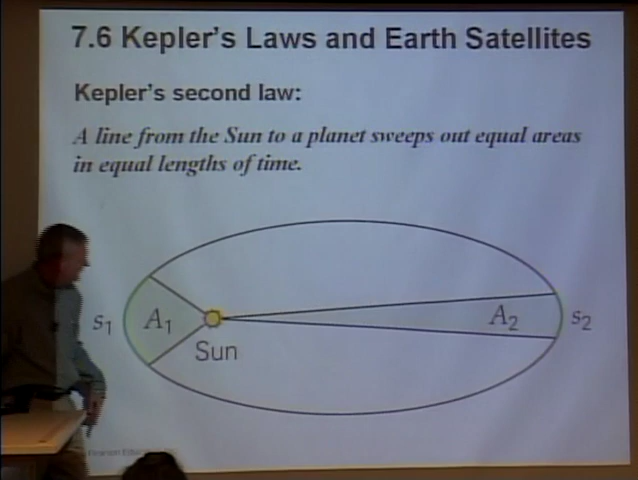 7.6 Kepler's Laws and Earth Satellites
Kepler's second law:
A line from the Sun to a planet sweeps out equal areas
in equal lengths of time.
s1 A1 A2 s2
Sun